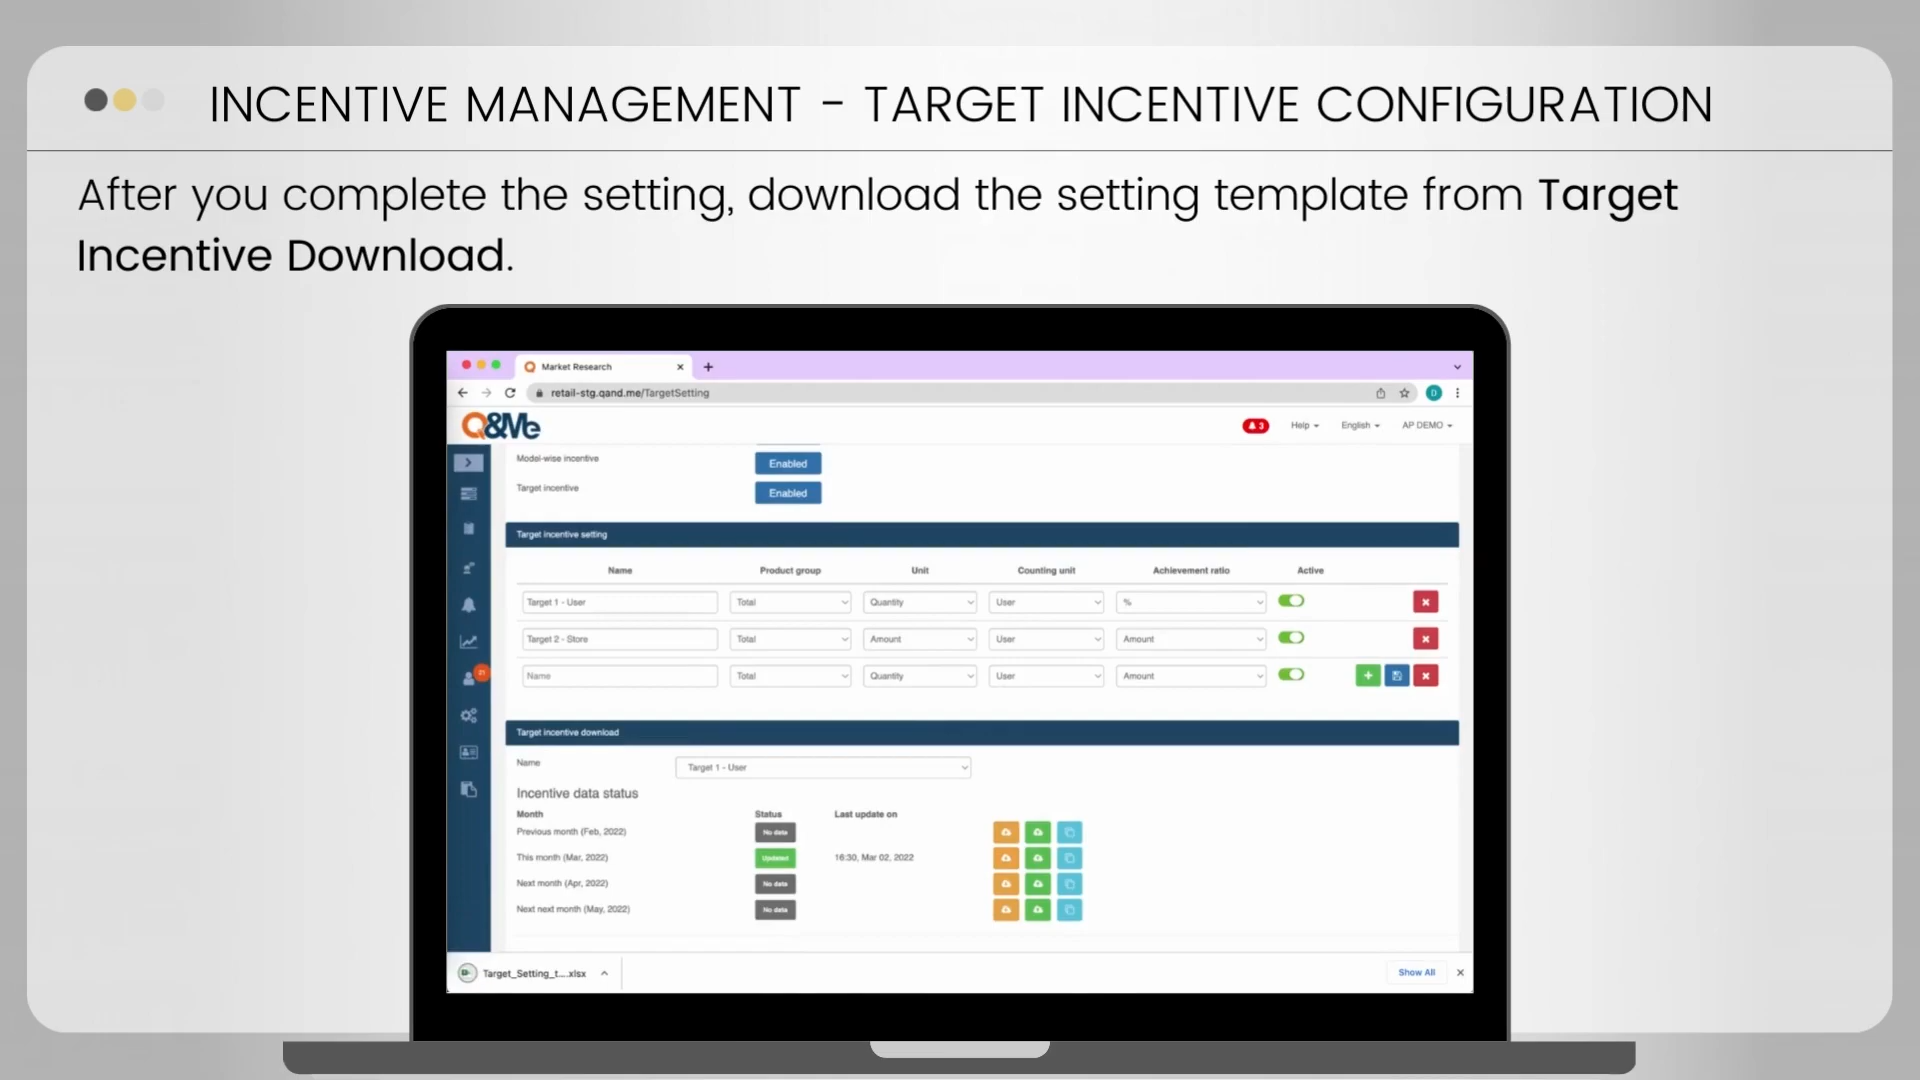 INCENTIVE MANAGEMENT - TARGET INCENTIVE CONFIGURATION
After you complete the setting, download the setting template from Target
Incentive Download.
Market Research
retail-stg.qand.me/TargetSetting
D
Q&Me
3 Help English AP DEMO
Model-wise incentive Enabled
Target incentive Enabled
Target incentive setting
Name Product group Unit Counting unit Achievement ratio Active
Target 1 - User Total Quantity User %
Target 2 - Store Total Amount User Amount
Name Total Quantity User Amount
21
Target incentive download
Name Target 1 - User
Incentive data status
Month Status Last update on
Previous month (Feb, 2022) No data
This month (Mar, 2022) Updated 16:30, Mar 02, 2022
Next month (Apr, 2022) No data
Next next month (May, 2022) No data
Target_Setting_t....xlsx Show All